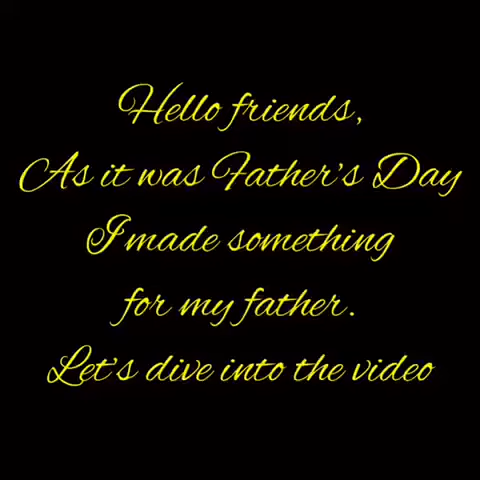 Hello friends,
As it was Father's Day
I made something
for my father.
Let's dive into the video